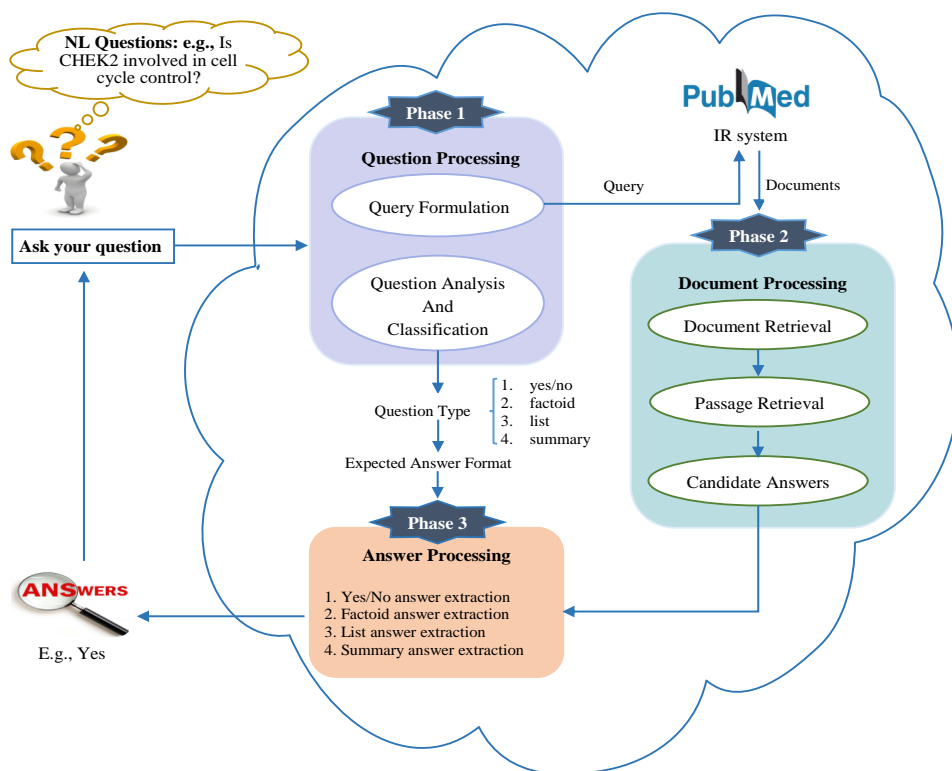 NL Questions: e.g., Is
CHEK2 involved in cell
cycle control?
Ask your question
Phase 1
Question Processing
Query Formulation
Question Analysis
And
Classification
Query
PubMed
IR system
Documents
Phase 2
Document Processing
Document Retrieval
Passage Retrieval
Candidate Answers
Question Type
1. yes/no
2. factoid
3. list
4. summary
Expected Answer Format
Phase 3
Answer Processing
1. Yes/No answer extraction
2. Factoid answer extraction
3. List answer extraction
4. Summary answer extraction
ANSWERS
E.g., Yes